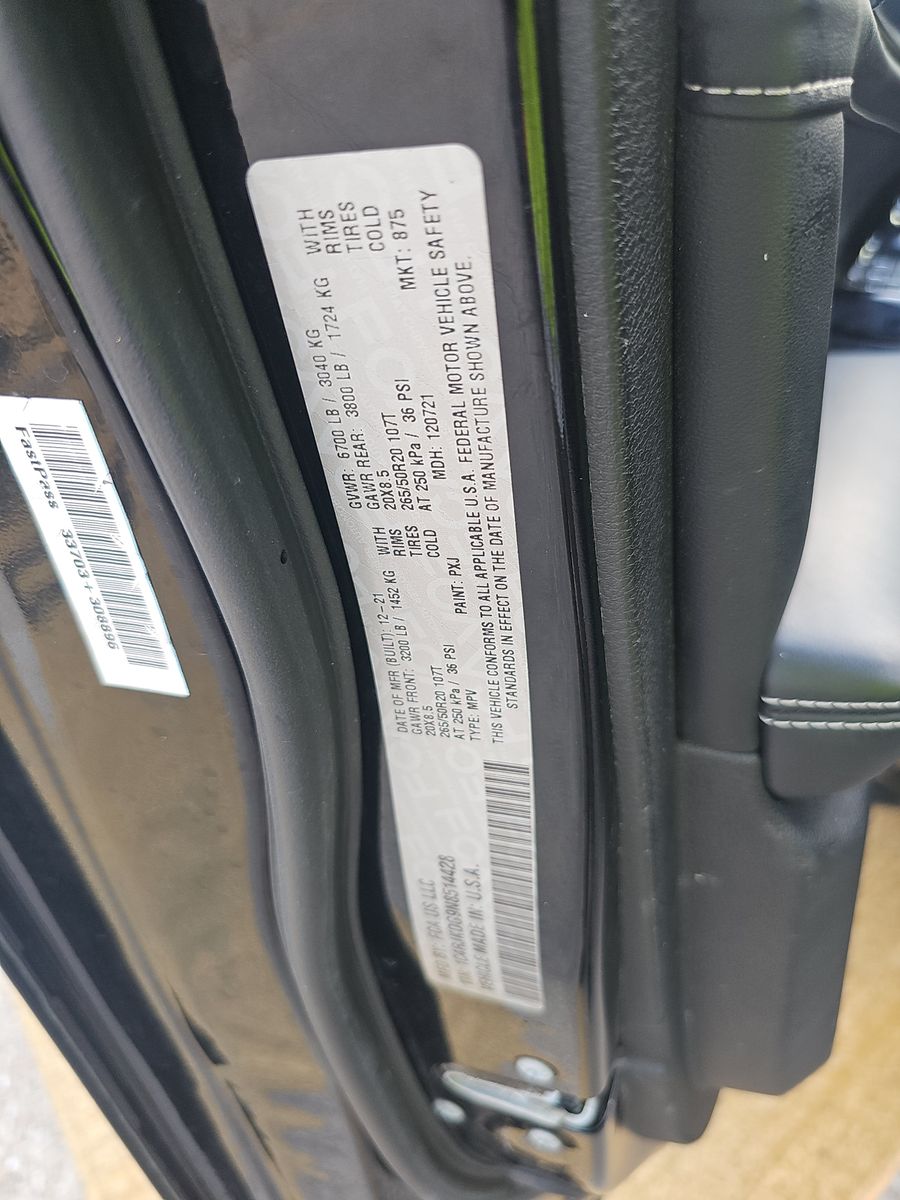 FastPass 33703 +
MFG BY: FCA US LLC
VIN: 1C4RJKDG9N8514428
VEHICLE MADE IN: U.S.A.
DATE OF MFR (BUILT): 12-21
GAWR FRONT: 3200 LB / 1452 KG WITH
20X8.5 RIMS
265/50R20 107T TIRES
AT 250 kPa / 36 PSI COLD
TYPE: MPV PAINT: PXJ
GVWR: 6700 LB / 3040 KG
GAWR REAR: 3800 LB / 1724 KG WITH
20X8.5 RIMS
265/50R20 107T TIRES
AT 250 kPa / 36 PSI COLD
MDH: 120721 MKT: 875
THIS VEHICLE CONFORMS TO ALL APPLICABLE U.S.A. FEDERAL MOTOR VEHICLE SAFETY
STANDARDS IN EFFECT ON THE DATE OF MANUFACTURE SHOWN ABOVE.